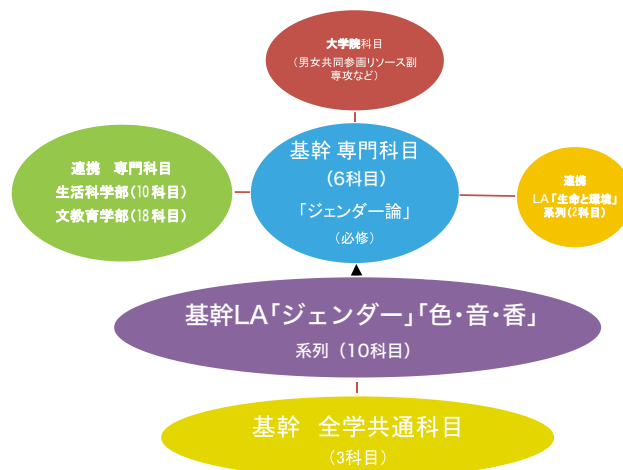 大学院科目
（男女共同参画リソース副
専攻など）
基幹 専門科目
(6科目)
「ジェンダー論」
（必修）
連携　専門科目
生活科学部(10科目)
文教育学部(18科目)
連携
LA「生命と環境」
系列(2科目)
基幹LA「ジェンダー」「色・音・香」
系列（10科目）
基幹　全学共通科目
（3科目）